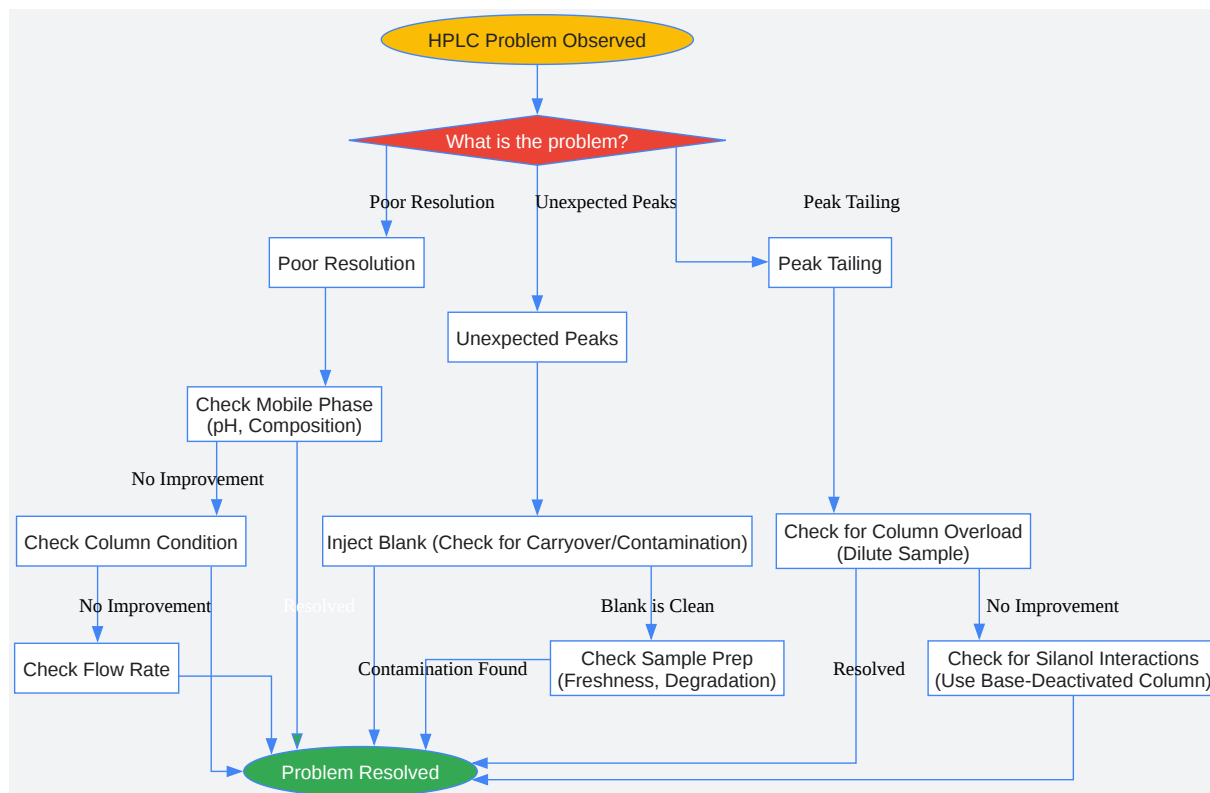 HPLC Problem Observed
What is the problem?
Poor Resolution
Unexpected Peaks
Peak Tailing
Poor Resolution
Peak Tailing
Unexpected Peaks
Check Mobile Phase
(pH, Composition)
No Improvement
Check Column Condition
Inject Blank (Check for Carryover/Contamination)
Check for Column Overload
(Dilute Sample)
No Improvement
Resolved
Blank is Clean
No Improvement
Check Flow Rate
Contamination Found
Check Sample Prep
(Freshness, Degradation)
Resolved
Check for Silanol Interactions
(Use Base-Deactivated Column)
Problem Resolved